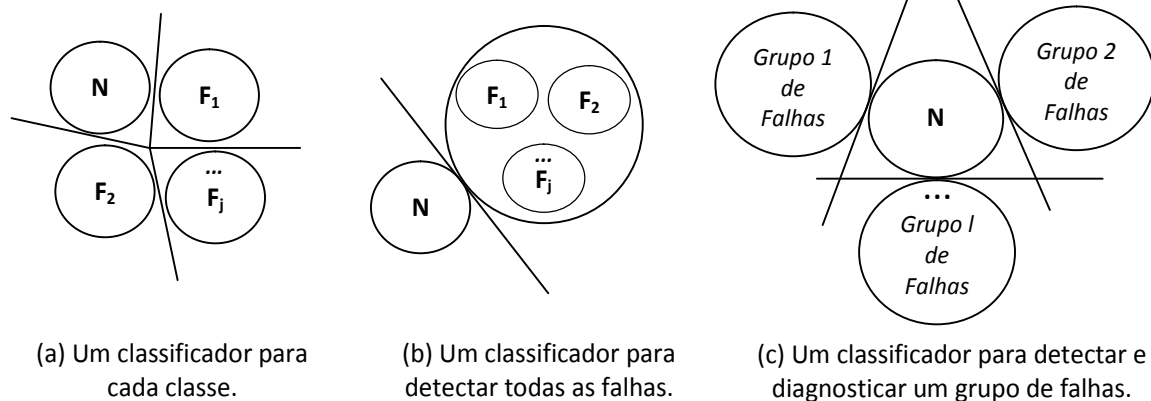 N
F1
F2
...
Fj
(a) Um classificador para
cada classe.
F1
F2
...
Fj
N
(b) Um classificador para
detectar todas as falhas.
Grupo 1
de
Falhas
Grupo 2
de
Falhas
N
...
Grupo l
de
Falhas
(c) Um classificador para detectar e
diagnosticar um grupo de falhas.